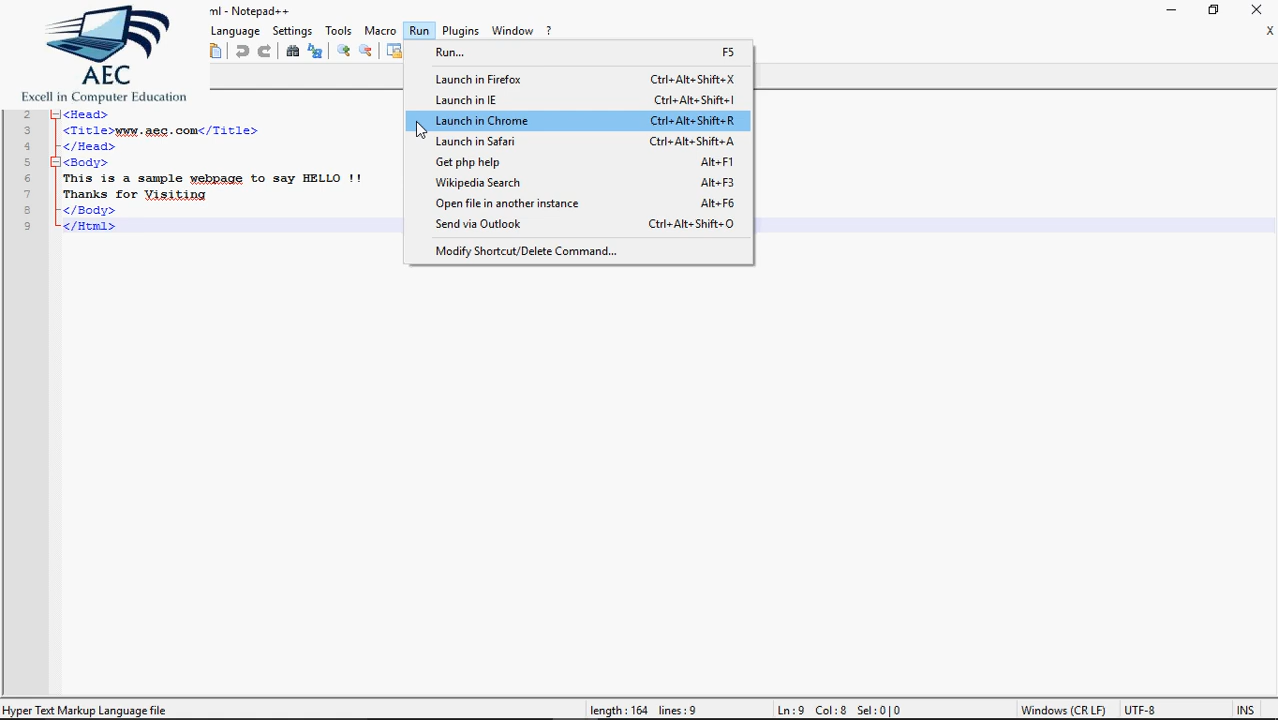 ml - Notepad++
Language Settings Tools Macro Run Plugins Window ? X
AEC
Excell in Computer Education
Run... F5
Launch in Firefox Ctrl+Alt+Shift+X
Launch in IE Ctrl+Alt+Shift+I
Launch in Chrome Ctrl+Alt+Shift+R
Launch in Safari Ctrl+Alt+Shift+A
Get php help Alt+F1
Wikipedia Search Alt+F3
Open file in another instance Alt+F6
Send via Outlook Ctrl+Alt+Shift+O
Modify Shortcut/Delete Command...
2 <Head>
3 <Title>www.aec.com</Title>
4 </Head>
5 <Body>
6 This is a sample webpage to say HELLO !!
7 Thanks for Visiting
8 </Body>
9 </Html>
Hyper Text Markup Language file length : 164 lines : 9 Ln : 9 Col : 8 Sel : 0 | 0 Windows (CR LF) UTF-8 INS